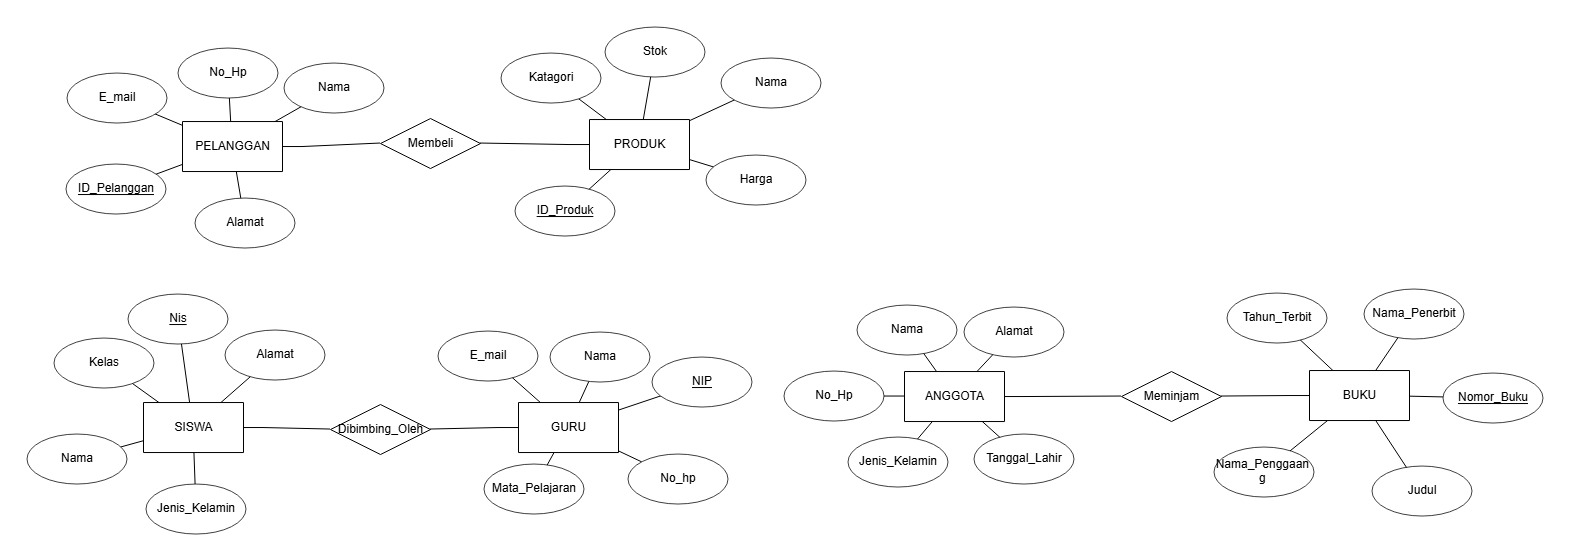 E_mail
No_Hp
Nama
PELANGGAN
ID_Pelanggan
Alamat
Membeli
Katagori
Stok
Nama
PRODUK
Harga
ID_Produk
Nis
Kelas
Alamat
SISWA
Nama
Jenis_Kelamin
Dibimbing_Oleh
E_mail
Nama
NIP
GURU
Mata_Pelajaran
No_hp
Nama
Alamat
No_Hp
ANGGOTA
Jenis_Kelamin
Tanggal_Lahir
Meminjam
Tahun_Terbit
Nama_Penerbit
BUKU
Nomor_Buku
Nama_Penggaan
g
Judul